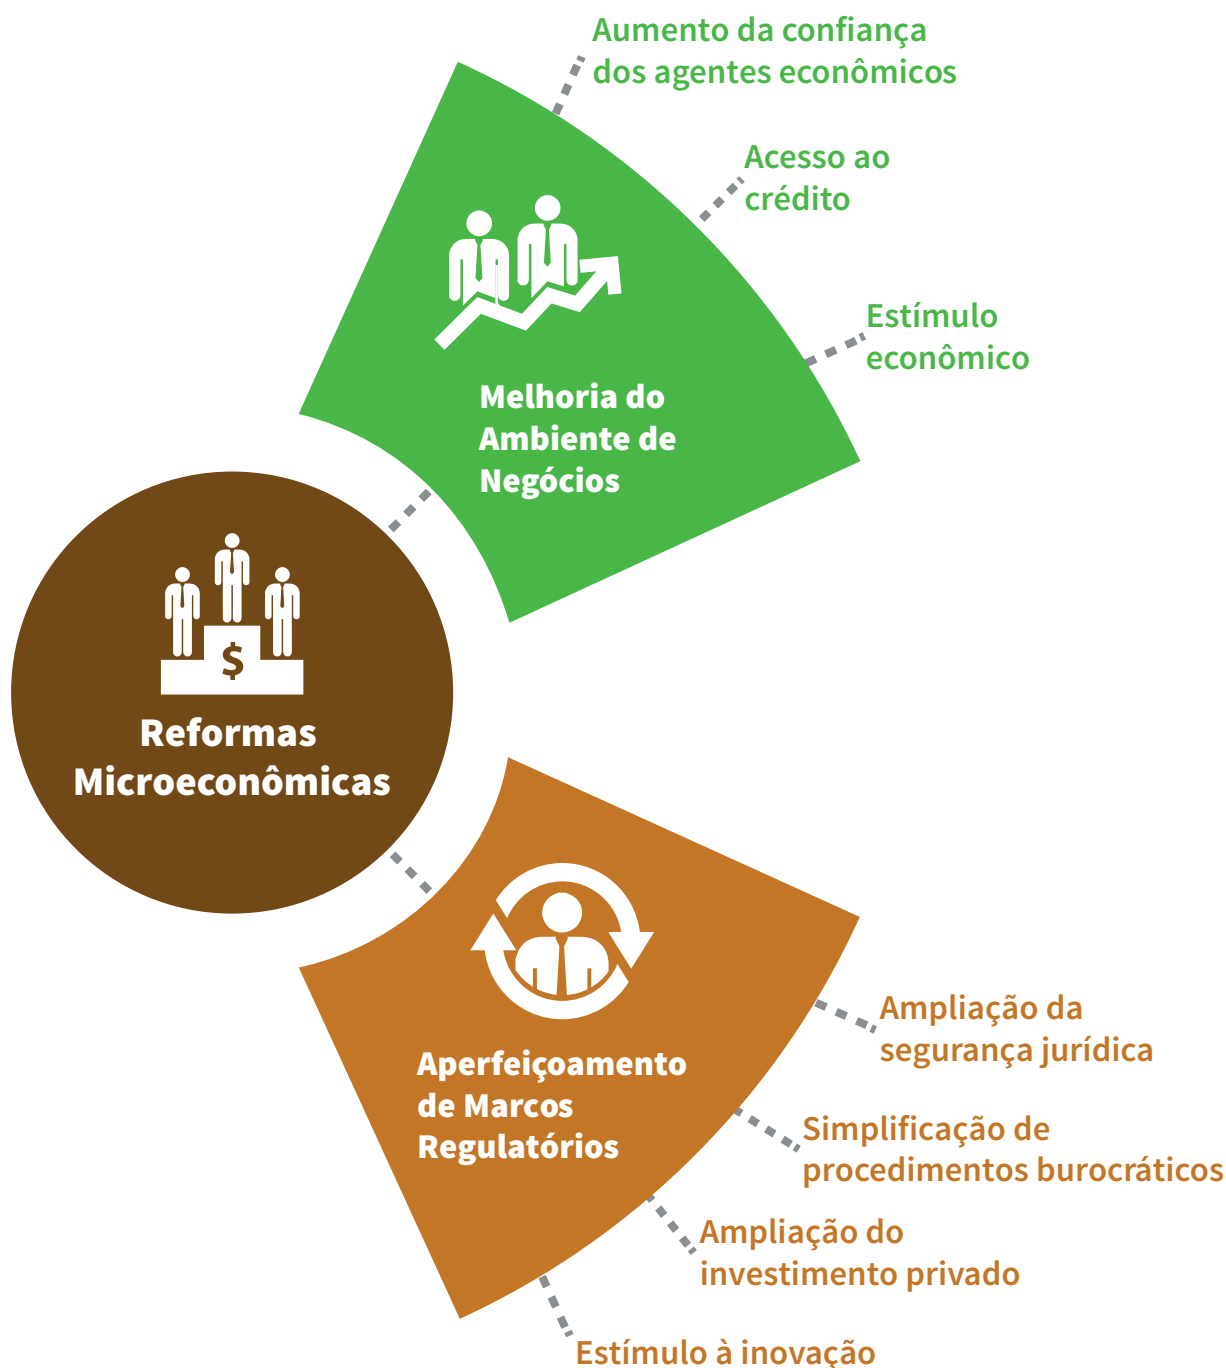 Aumento da confiança
dos agentes econômicos
Acesso ao
crédito
Estímulo
econômico
Melhoria do
Ambiente de
Negócios
$
Reformas
Microeconômicas
Aperfeiçoamento
de Marcos
Regulatórios
Ampliação da
segurança jurídica
Simplificação de
procedimentos burocráticos
Ampliação do
investimento privado
Estímulo à inovação